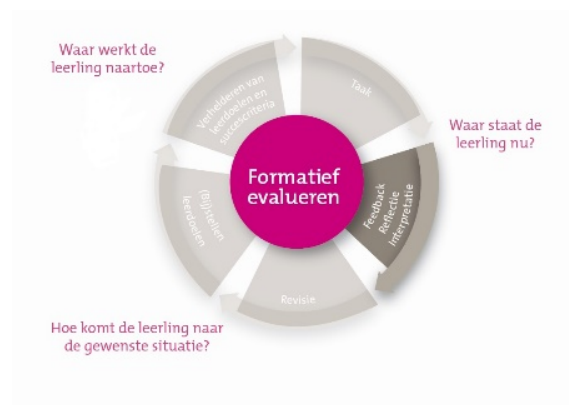 Waar werkt de
leerling naartoe?
Verhelderen van
leerdoelen en
succescriteria
Taak
Waar staat de
leerling nu?
Formatief
evalueren
Feedback
Reflectie
Interpretatie
(Bij)stellen
leerdoelen
Revisie
Hoe komt de leerling naar
de gewenste situatie?